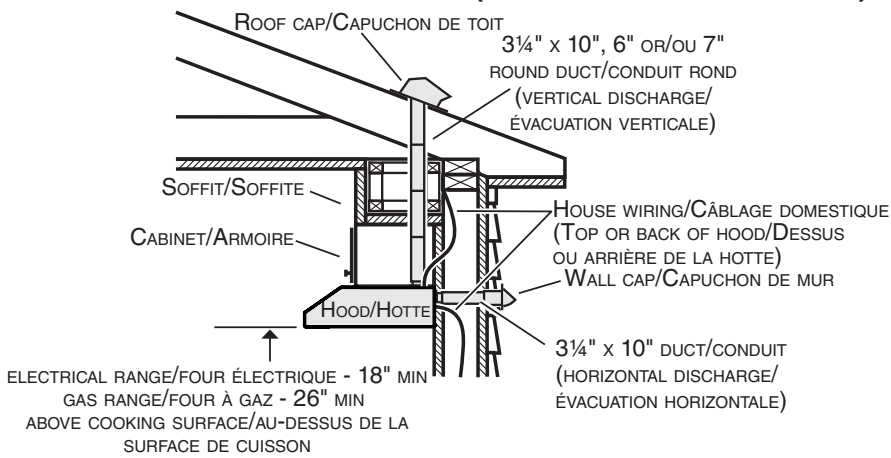 ROOF CAP/CAPUCHON DE TOIT
3¼" X 10", 6" OR/OU 7"
ROUND DUCT/CONDUIT ROND
(VERTICAL DISCHARGE/
ÉVACUATION VERTICALE)
SOFFIT/SOFFITE
CABINET/ARMOIRE
HOUSE WIRING/CÂBLAGE DOMESTIQUE
(TOP OR BACK OF HOOD/DESSUS
OU ARRIÈRE DE LA HOTTE)
WALL CAP/CAPUCHON DE MUR
HOOD/HOTTE
3¼" X 10" DUCT/CONDUIT
(HORIZONTAL DISCHARGE/
ÉVACUATION HORIZONTALE)
ELECTRICAL RANGE/FOUR ÉLECTRIQUE - 18" MIN
GAS RANGE/FOUR À GAZ - 26" MIN
ABOVE COOKING SURFACE/AU-DESSUS DE LA
SURFACE DE CUISSON